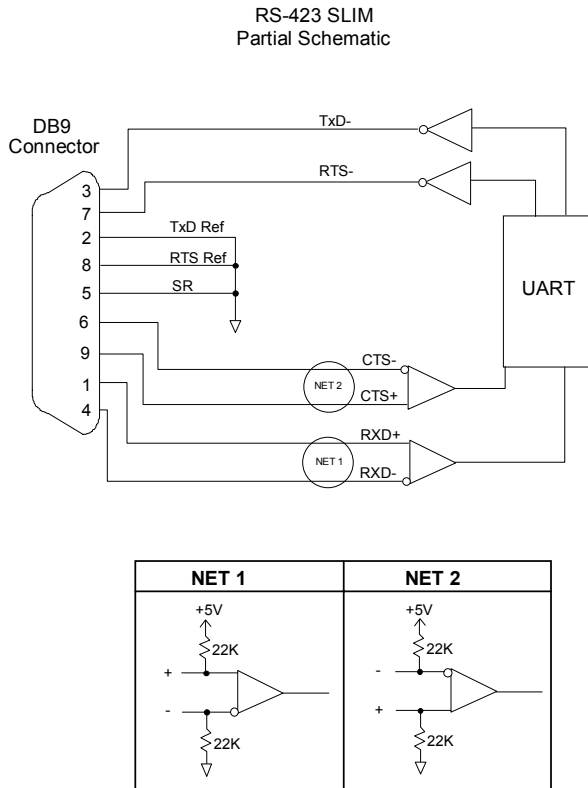 RS-423 SLIM
Partial Schematic
DB9
Connector
TxD-
RTS-
3
7
2
8
5
6
9
1
4
TxD Ref
RTS Ref
SR
UART
CTS-
NET 2
CTS+
RXD+
NET 1
RXD-
NET 1
NET 2
+5V
22K
+
-
22K
+5V
22K
-
+
22K